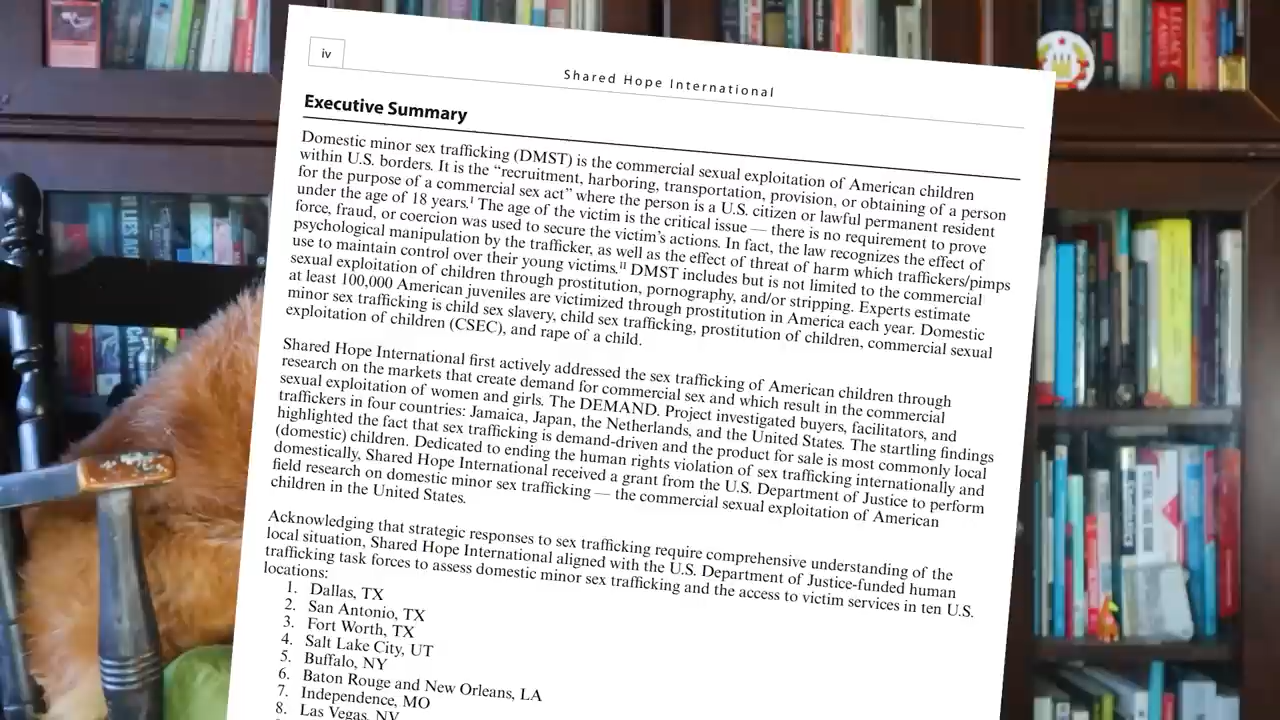 iv
Shared Hope International
Executive Summary
Domestic minor sex trafficking (DMST) is the commercial sexual exploitation of American children
within U.S. borders. It is the “recruitment, harboring, transportation, provision, or obtaining of a person
for the purpose of a commercial sex act” where the person is a U.S. citizen or lawful permanent resident
under the age of 18 years.i The age of the victim is the critical issue — there is no requirement to prove
force, fraud, or coercion was used to secure the victim’s actions. In fact, the law recognizes the effect of
psychological manipulation by the trafficker, as well as the effect of threat of harm which traffickers/pimps
use to maintain control over their young victims.ii DMST includes but is not limited to the commercial
sexual exploitation of children through prostitution, pornography, and/or stripping. Experts estimate
at least 100,000 American juveniles are victimized through prostitution in America each year. Domestic
minor sex trafficking is child sex slavery, child sex trafficking, prostitution of children, commercial sexual
exploitation of children (CSEC), and rape of a child.
Shared Hope International first actively addressed the sex trafficking of American children through
research on the markets that create demand for commercial sex and which result in the commercial
sexual exploitation of women and girls. The DEMAND. Project investigated buyers, facilitators, and
traffickers in four countries: Jamaica, Japan, the Netherlands, and the United States. The startling findings
highlighted the fact that sex trafficking is demand-driven and the product for sale is most commonly local
(domestic) children. Dedicated to ending the human rights violation of sex trafficking internationally and
domestically, Shared Hope International received a grant from the U.S. Department of Justice to perform
field research on domestic minor sex trafficking — the commercial sexual exploitation of American
children in the United States.
Acknowledging that strategic responses to sex trafficking require comprehensive understanding of the
local situation, Shared Hope International aligned with the U.S. Department of Justice-funded human
trafficking task forces to assess domestic minor sex trafficking and the access to victim services in ten U.S.
locations:
1. Dallas, TX
2. San Antonio, TX
3. Fort Worth, TX
4. Salt Lake City, UT
5. Buffalo, NY
6. Baton Rouge and New Orleans, LA
7. Independence, MO
8. Las Vegas, NV
LEGACY